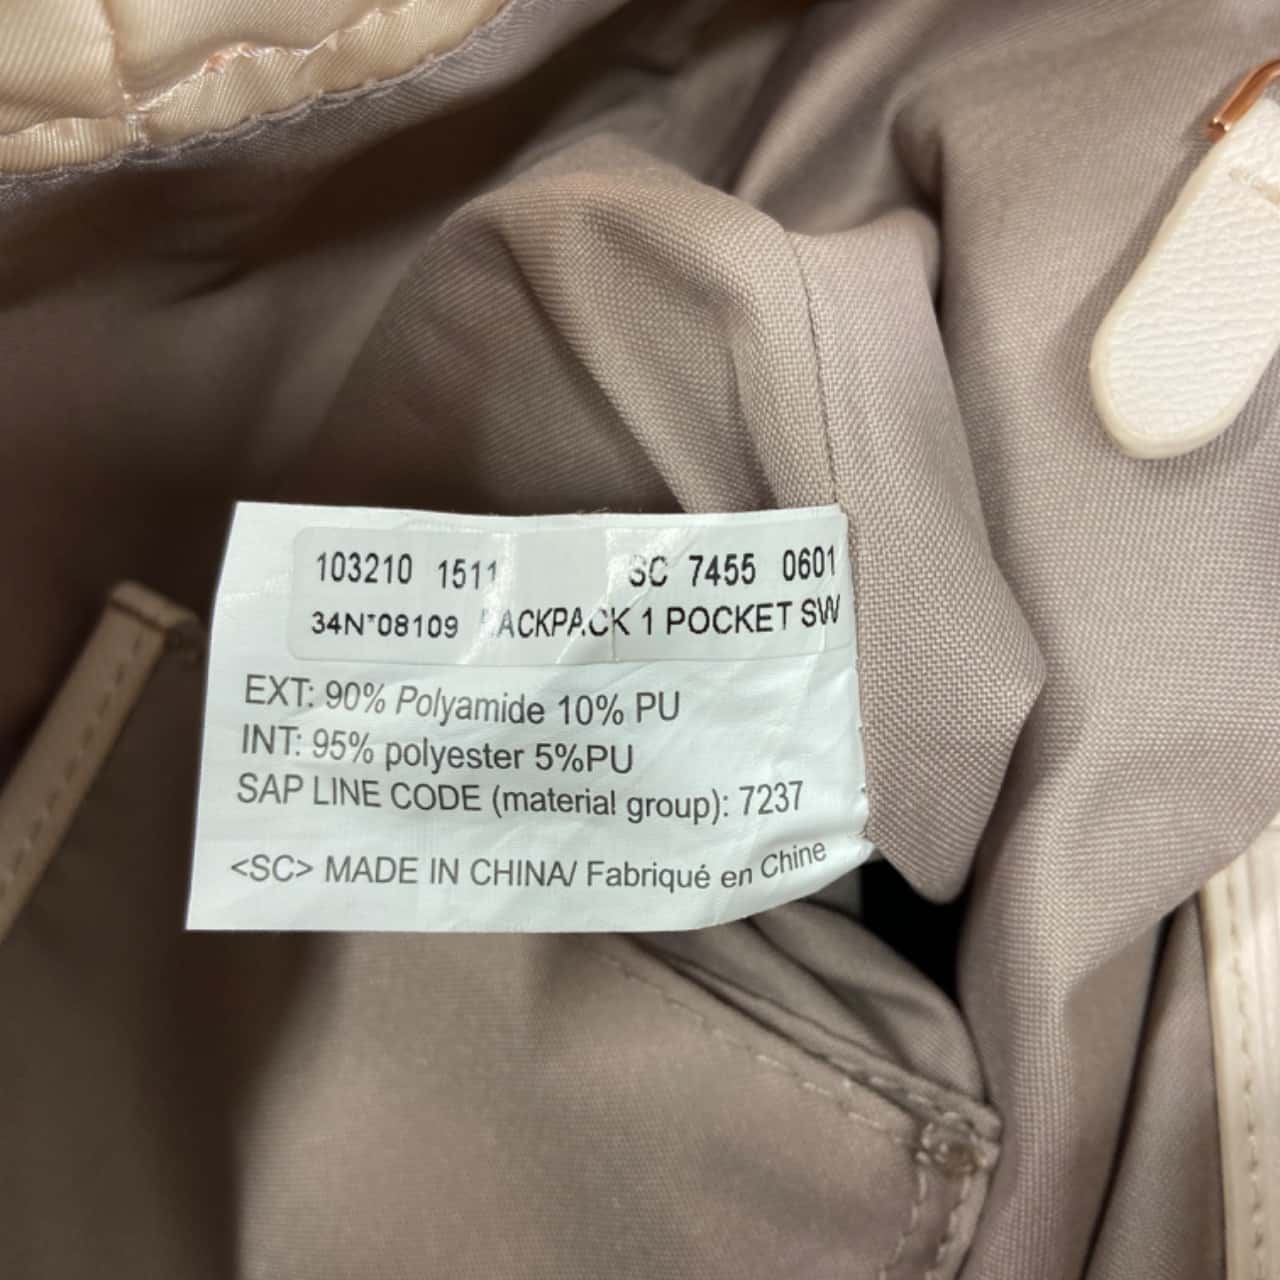 103210 1511 SC 7455 0601
34N*08109 BACKPACK 1 POCKET SW
EXT: 90% Polyamide 10% PU
INT: 95% polyester 5%PU
SAP LINE CODE (material group): 7237
<SC> MADE IN CHINA/ Fabriqué en Chine